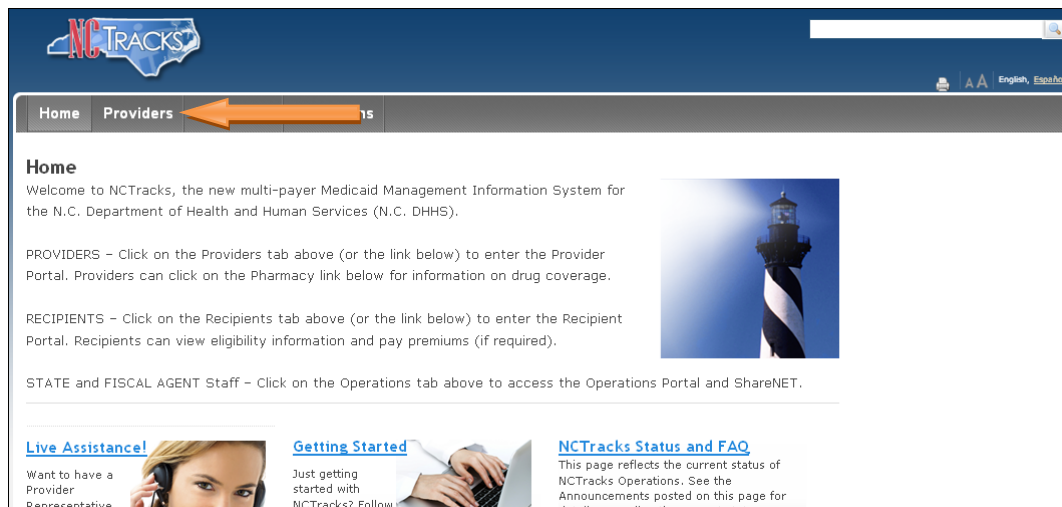 NCTRACKS
AA English, Españo
Home Providers ns
Home
Welcome to NCTracks, the new multi-payer Medicaid Management Information System for
the N.C. Department of Health and Human Services (N.C. DHHS).
PROVIDERS – Click on the Providers tab above (or the link below) to enter the Provider
Portal. Providers can click on the Pharmacy link below for information on drug coverage.
RECIPIENTS – Click on the Recipients tab above (or the link below) to enter the Recipient
Portal. Recipients can view eligibility information and pay premiums (if required).
STATE and FISCAL AGENT Staff – Click on the Operations tab above to access the Operations Portal and ShareNET.
Live Assistance!
Want to have a
Provider
Representative
Getting Started
Just getting
started with
NCTracks? Follow
NCTracks Status and FAQ
This page reflects the current status of
NCTracks Operations. See the
Announcements posted on this page for